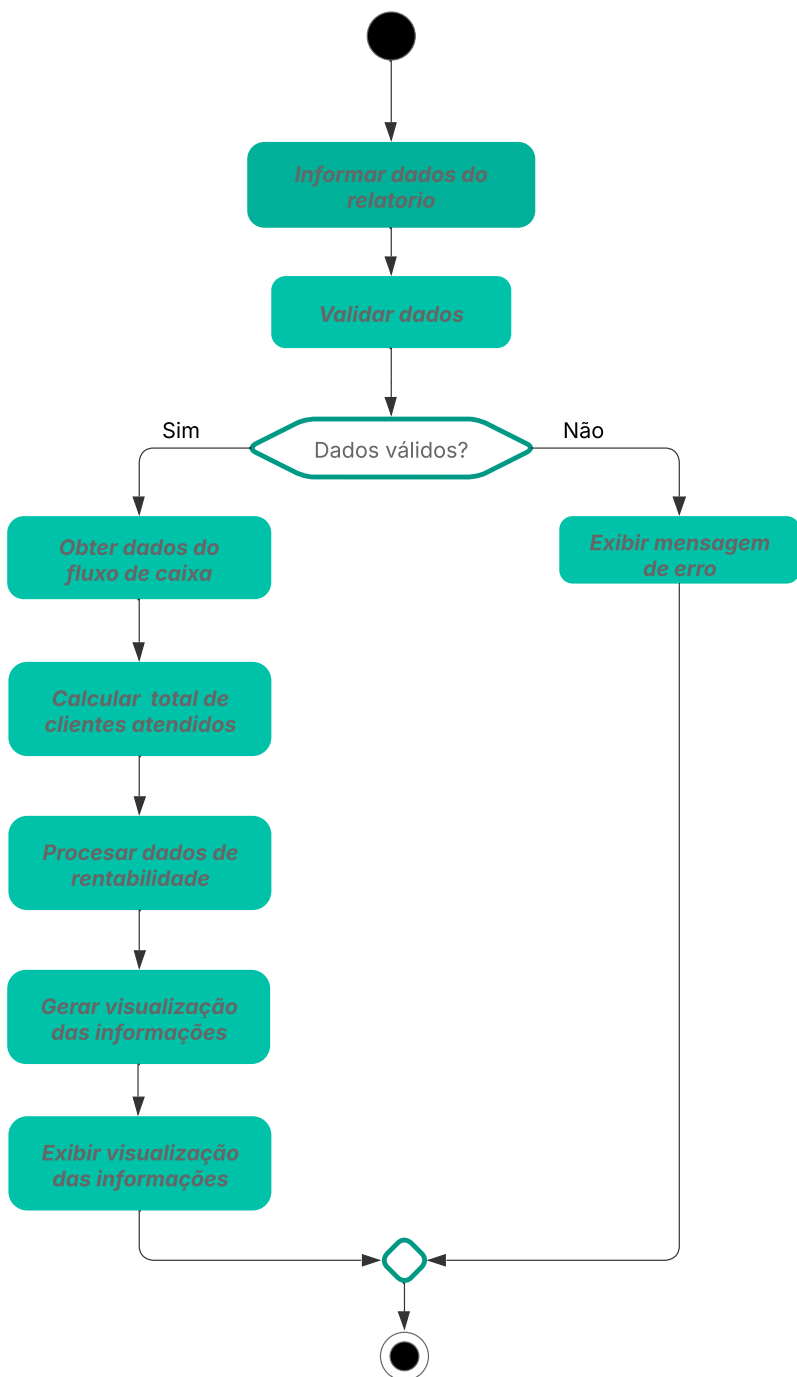 Informar dados do
relatorio
Validar dados
Sim
Não
Dados válidos?
Obter dados do
fluxo de caixa
Exibir mensagem
de erro
Calcular  total de
clientes atendidos
Procesar dados de
rentabilidade
Gerar visualização
das informações
Exibir visualização
das informações